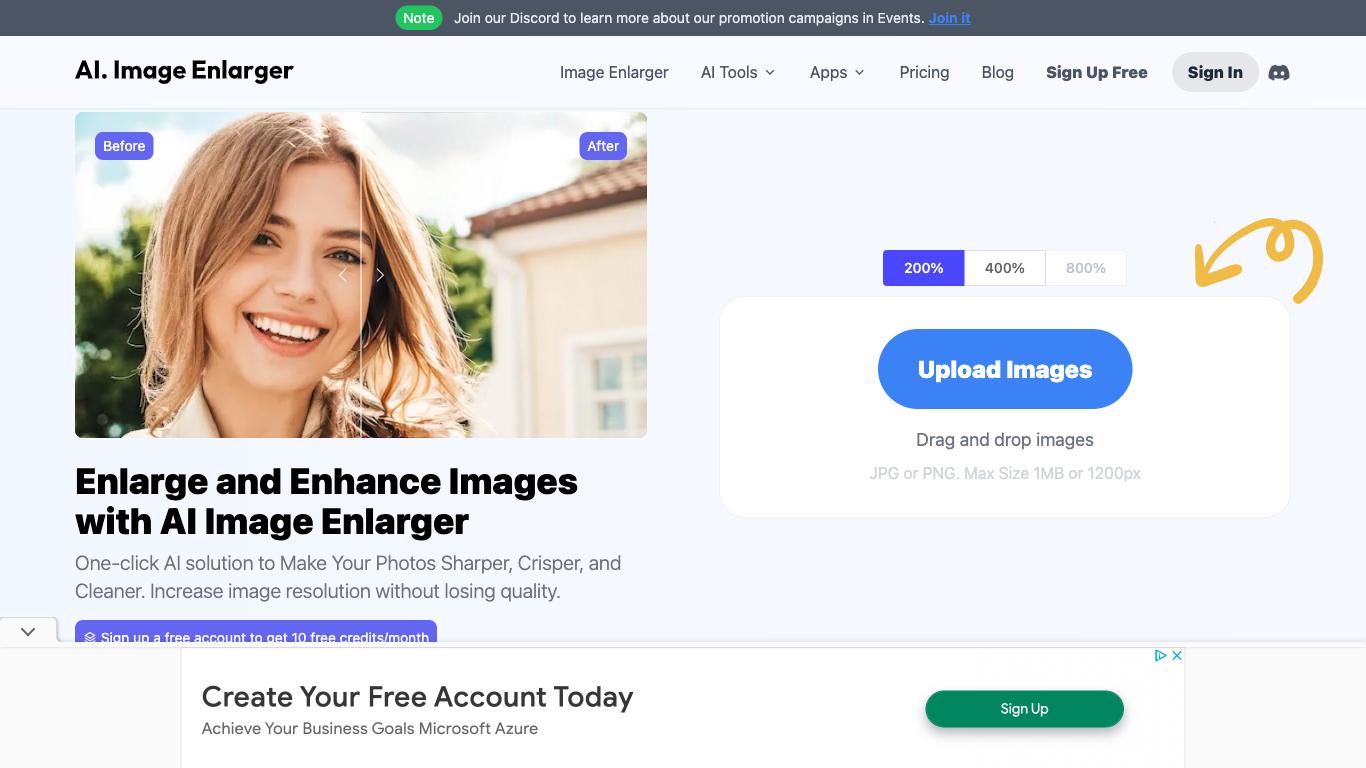 Note Join our Discord to learn more about our promotion campaigns in Events. Join it
AI. Image Enlarger
Image Enlarger AI Tools Apps Pricing Blog Sign Up Free Sign In
Before After
200% 400% 800%
Upload Images
Drag and drop images
JPG or PNG. Max Size 1MB or 1200px
Enlarge and Enhance Images
with AI Image Enlarger
One-click AI solution to Make Your Photos Sharper, Crisper, and
Cleaner. Increase image resolution without losing quality.
Sign up a free account to get 10 free credits/month
Create Your Free Account Today
Achieve Your Business Goals Microsoft Azure
Sign Up